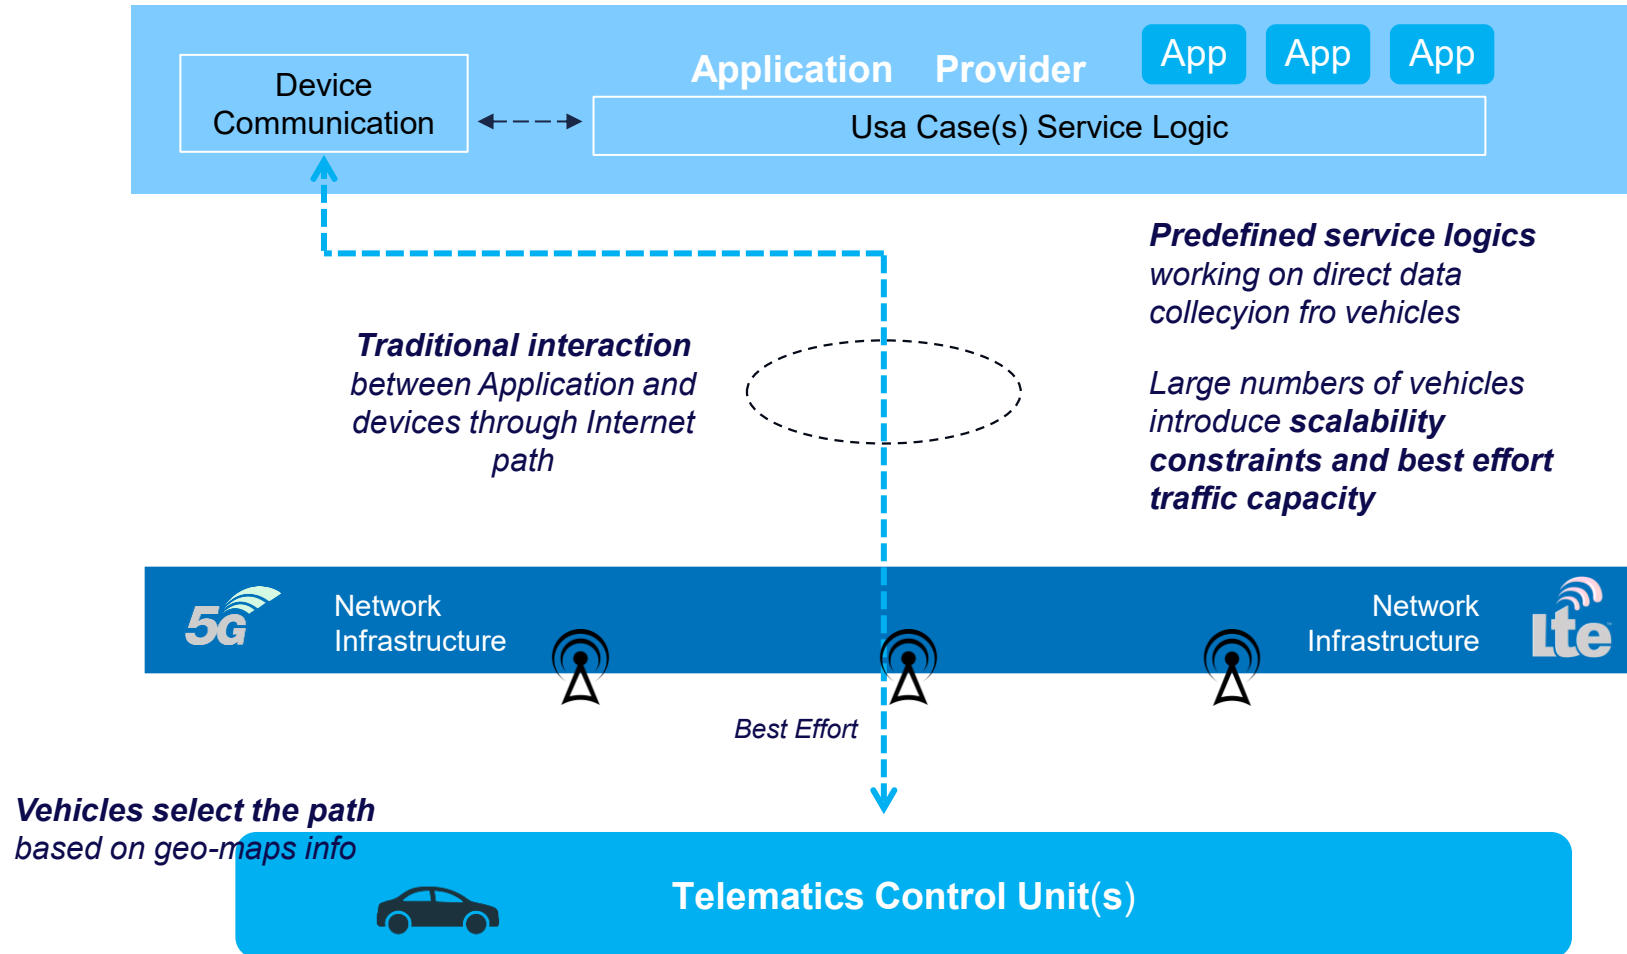 Application Provider
App
App
App
Device
Communication
Usa Case(s) Service Logic
Predefined service logics
working on direct data
collecyion fro vehicles
Traditional interaction
between Application and
devices through Internet
path
Large numbers of vehicles
introduce scalability
constraints and best effort
traffic capacity
5G
Network
Infrastructure
Network
Infrastructure
Lte
Best Effort
Vehicles select the path
based on geo-maps info
Telematics Control Unit(s)